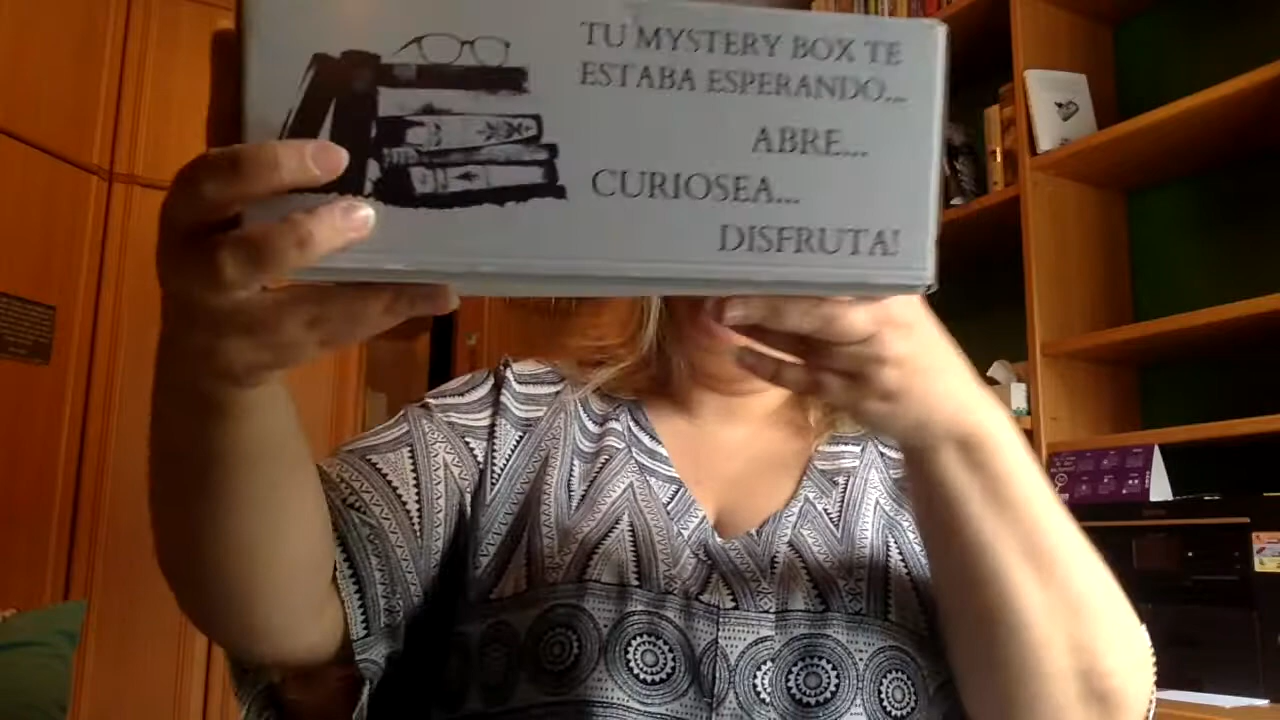 TU MYSTERY BOX TE
ESTABA ESPERANDO...
ABRE...
CURIOSEA...
DISFRUTA!